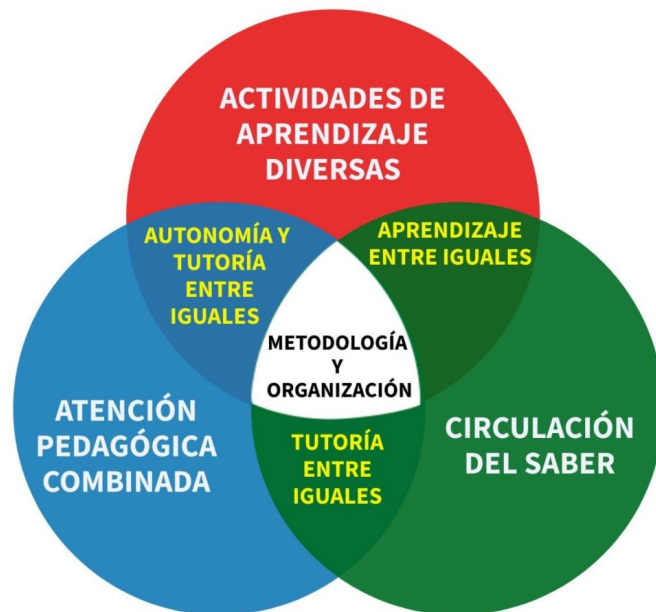 ACTIVIDADES DE
APRENDIZAJE
DIVERSAS
AUTONOMÍA Y
TUTORÍA
ENTRE
IGUALES
APRENDIZAJE
ENTRE IGUALES
METODOLOGÍA
Y
ORGANIZACIÓN
ATENCIÓN
PEDAGÓGICA
COMBINADA
TUTORÍA
ENTRE
IGUALES
CIRCULACIÓN
DEL SABER